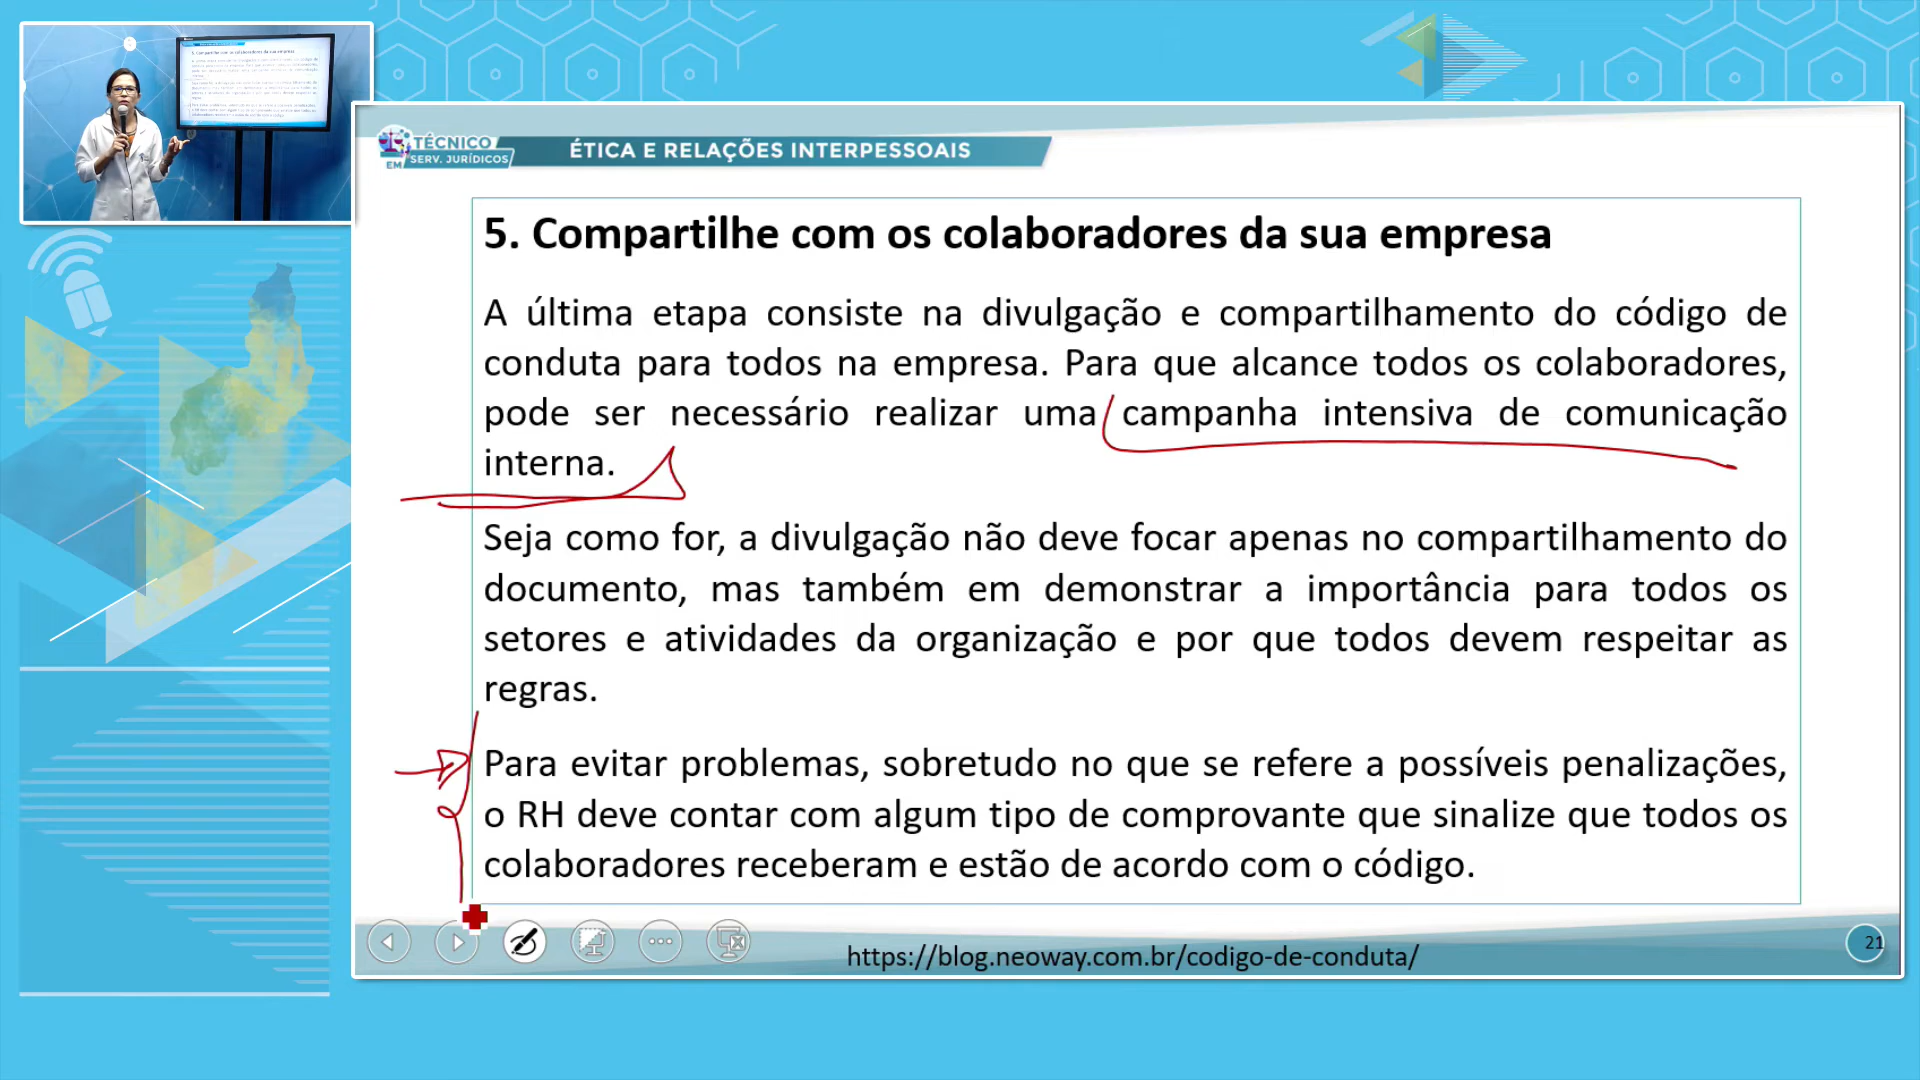 TÉCNICO
EM SERV. JURÍDICOS
ÉTICA E RELAÇÕES INTERPESSOAIS
5. Compartilhe com os colaboradores da sua empresa
A última etapa consiste na divulgação e compartilhamento do código de
conduta para todos na empresa. Para que alcance todos os colaboradores,
pode ser necessário realizar uma campanha intensiva de comunicação
interna.
Seja como for, a divulgação não deve focar apenas no compartilhamento do
documento, mas também em demonstrar a importância para todos os
setores e atividades da organização e por que todos devem respeitar as
regras.
Para evitar problemas, sobretudo no que se refere a possíveis penalizações,
o RH deve contar com algum tipo de comprovante que sinalize que todos os
colaboradores receberam e estão de acordo com o código.
https://blog.neoway.com.br/codigo-de-conduta/
21